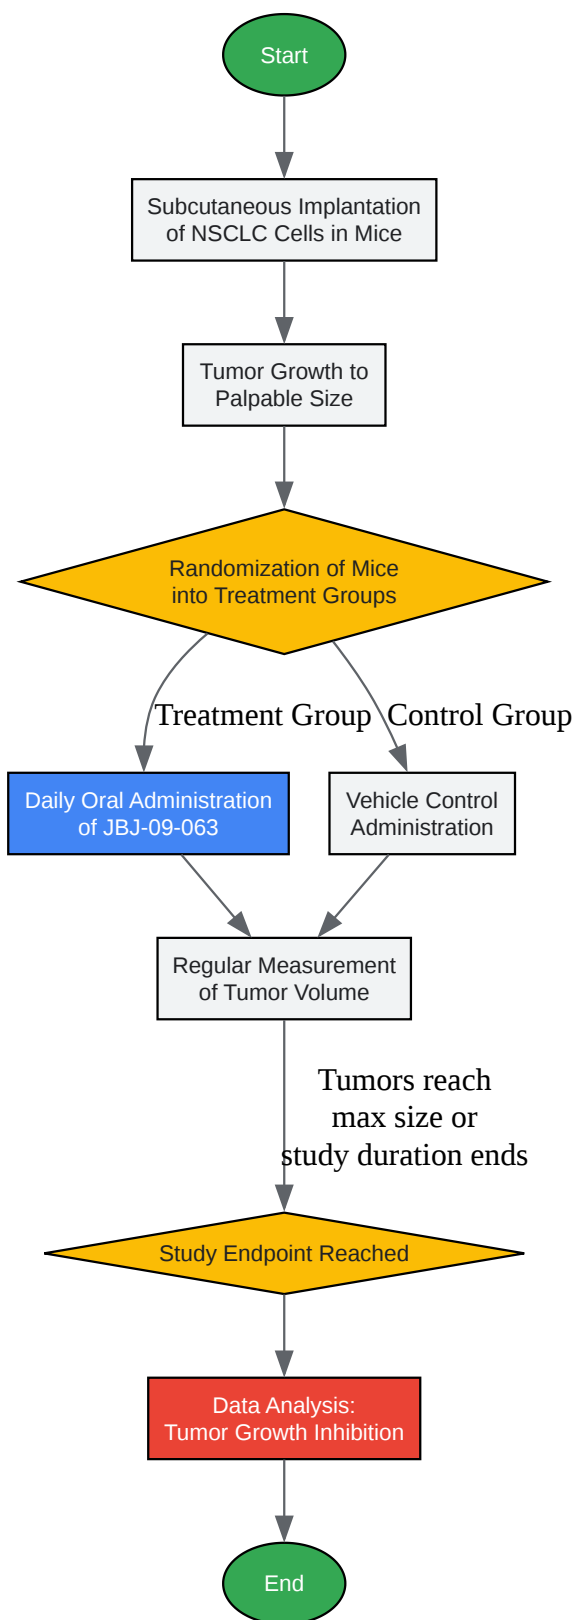 Start
Subcutaneous Implantation
of NSCLC Cells in Mice
Tumor Growth to
Palpable Size
Randomization of Mice
into Treatment Groups
Treatment Group
Control Group
Daily Oral Administration
of JBJ-09-063
Vehicle Control
Administration
Regular Measurement
of Tumor Volume
Tumors reach
max size or
study duration ends
Study Endpoint Reached
Data Analysis:
Tumor Growth Inhibition
End